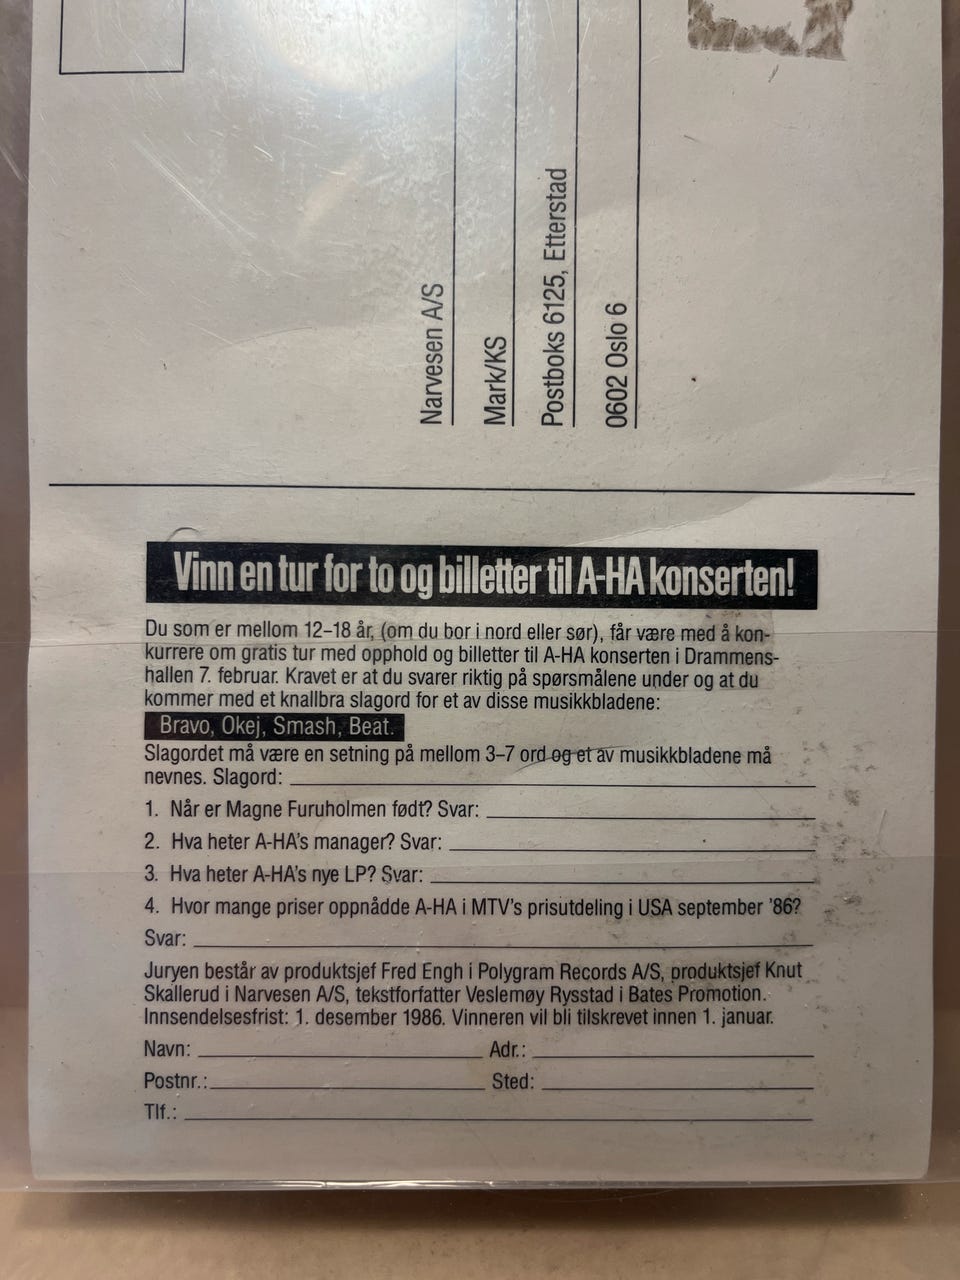 Narvesen A/S
Mark/KS
Postboks 6125, Etterstad
0602 Oslo 6
Vinn en tur for to og billetter til A-HA konserten!
Du som er mellom 12–18 år, (om du bor i nord eller sør), får være med å kon-
kurrere om gratis tur med opphold og billetter til A-HA konserten i Drammens-
hallen 7. februar. Kravet er at du svarer riktig på spørsmålene under og at du
kommer med et knallbra slagord for et av disse musikkbladene:
Bravo, Okej, Smash, Beat.
Slagordet må være en setning på mellom 3–7 ord og et av musikkbladene må
nevnes. Slagord:
1. Når er Magne Furuholmen født? Svar:
2. Hva heter A-HA's manager? Svar:
3. Hva heter A-HA's nye LP? Svar:
4. Hvor mange priser oppnådde A-HA i MTV's prisutdeling i USA september '86?
Svar:
Juryen består av produktsjef Fred Engh i Polygram Records A/S, produktsjef Knut
Skallerud i Narvesen A/S, tekstforfatter Veslemøy Rysstad i Bates Promotion.
Innsendelsesfrist: 1. desember 1986. Vinneren vil bli tilskrevet innen 1. januar.
Navn: Adr.:
Postnr.: Sted:
Tlf.: